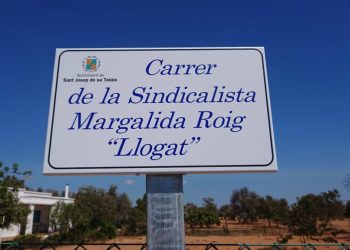 Ajuntament de
Sant Josep de sa Talaia
Carrer
de la Sindicalista
Margalida Roig
"Llogat"